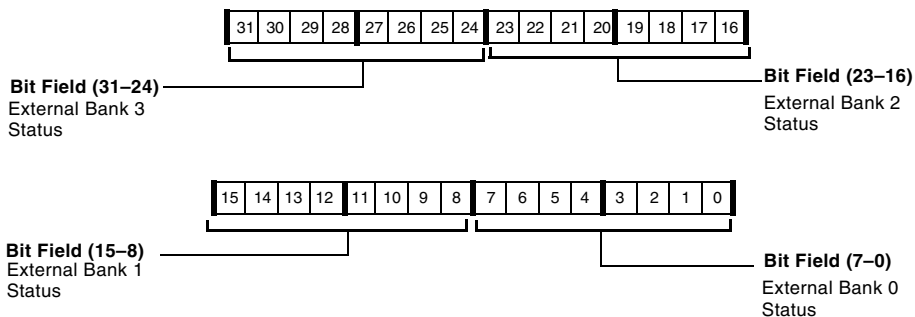 31 30 29 28 27 26 25 24 23 22 21 20 19 18 17 16
Bit Field (31–24)
External Bank 3
Status
Bit Field (23–16)
External Bank 2
Status
15 14 13 12 11 10 9 8 7 6 5 4 3 2 1 0
Bit Field (15–8)
External Bank 1
Status
Bit Field (7–0)
External Bank 0
Status